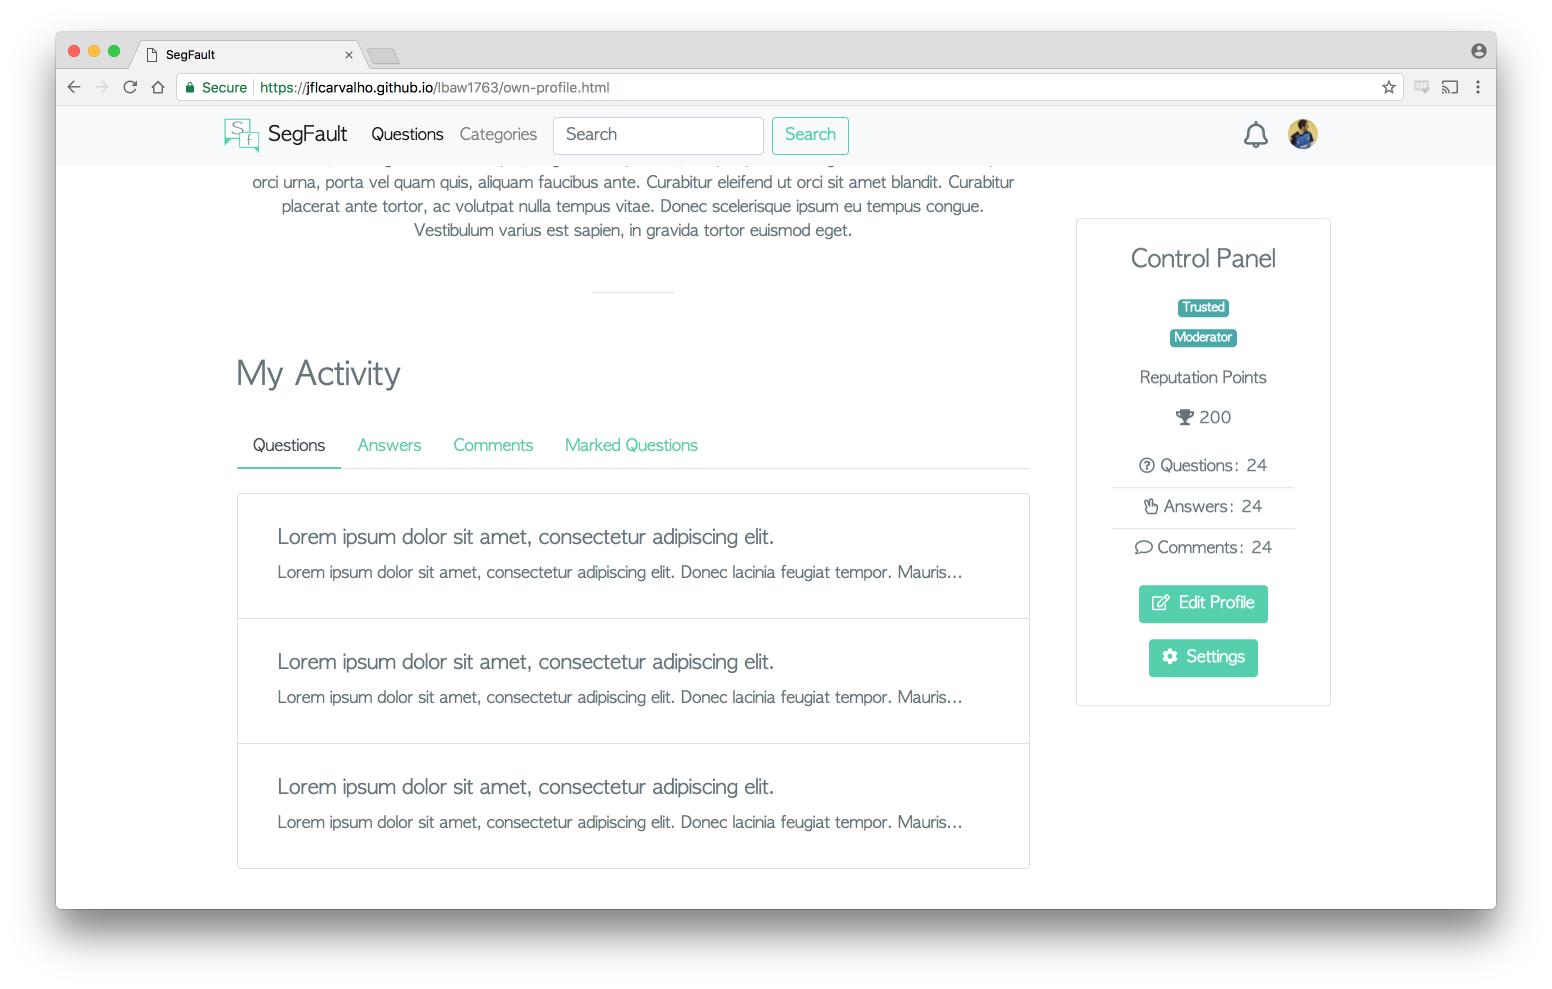 SegFault
Secure https://jflcarvalho.github.io/lbaw1763/own-profile.html
SegFault Questions Categories Search Search
orci urna, porta vel quam quis, aliquam faucibus ante. Curabitur eleifend ut orci sit amet blandit. Curabitur
placerat ante tortor, ac volutpat nulla tempus vitae. Donec scelerisque ipsum eu tempus congue.
Vestibulum varius est sapien, in gravida tortor euismod eget.
My Activity
Questions Answers Comments Marked Questions
Lorem ipsum dolor sit amet, consectetur adipiscing elit.
Lorem ipsum dolor sit amet, consectetur adipiscing elit. Donec lacinia feugiat tempor. Mauris...
Lorem ipsum dolor sit amet, consectetur adipiscing elit.
Lorem ipsum dolor sit amet, consectetur adipiscing elit. Donec lacinia feugiat tempor. Mauris...
Lorem ipsum dolor sit amet, consectetur adipiscing elit.
Lorem ipsum dolor sit amet, consectetur adipiscing elit. Donec lacinia feugiat tempor. Mauris...
Control Panel
Trusted
Moderator
Reputation Points
200
Questions: 24
Answers: 24
Comments: 24
Edit Profile
Settings